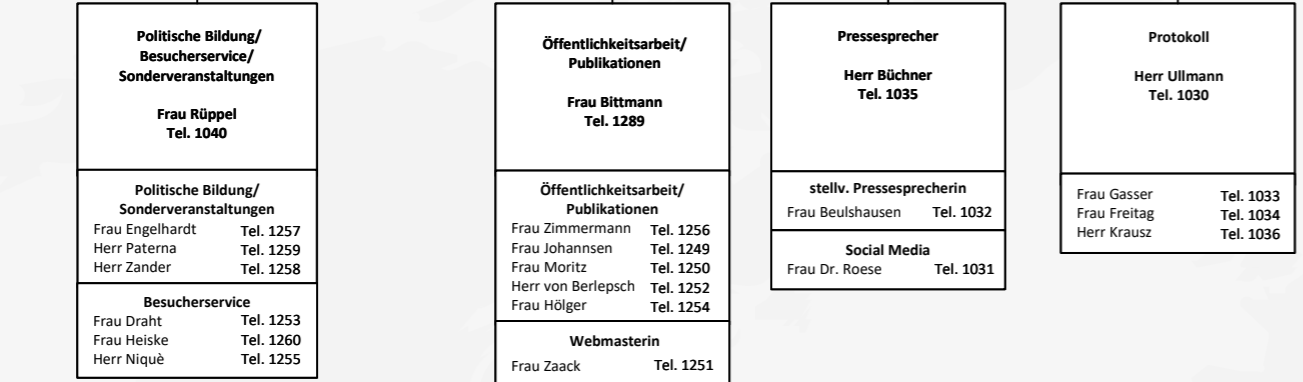 Politische Bildung/
Besucherservice/
Sonderveranstaltungen
Frau Rüppel
Tel. 1040
Politische Bildung/
Sonderveranstaltungen
Frau Engelhardt Tel. 1257
Herr Paterna Tel. 1259
Herr Zander Tel. 1258
Besucherservice
Frau Draht Tel. 1253
Frau Heiske Tel. 1260
Herr Niquè Tel. 1255
Öffentlichkeitsarbeit/
Publikationen
Frau Bittmann
Tel. 1289
Öffentlichkeitsarbeit/
Publikationen
Frau Zimmermann Tel. 1256
Frau Johannsen Tel. 1249
Frau Moritz Tel. 1250
Herr von Berlepsch Tel. 1252
Frau Hölger Tel. 1254
Webmasterin
Frau Zaack Tel. 1251
Pressesprecher
Herr Büchner
Tel. 1035
stellv. Pressesprecherin
Frau Beulshausen Tel. 1032
Social Media
Frau Dr. Roese Tel. 1031
Protokoll
Herr Ullmann
Tel. 1030
Frau Gasser Tel. 1033
Frau Freitag Tel. 1034
Herr Krausz Tel. 1036